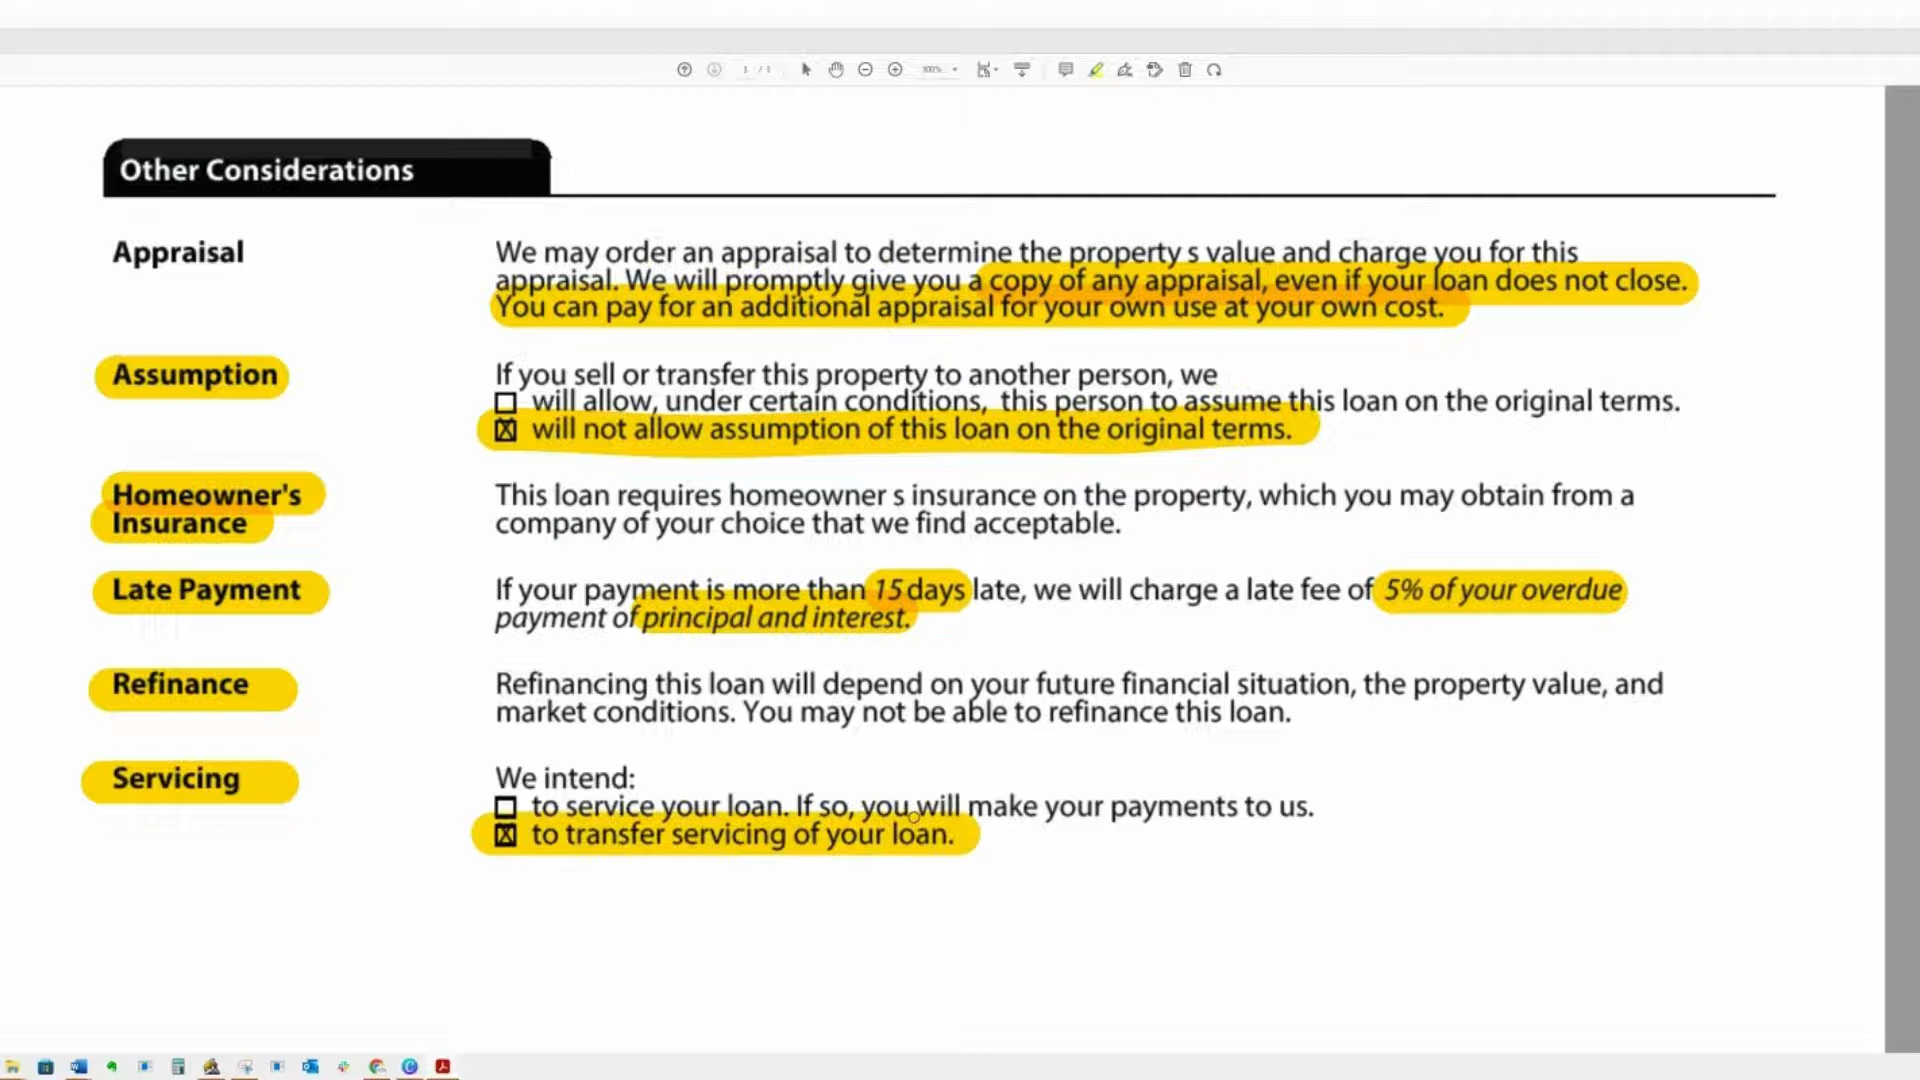 3 / 3
300%
Other Considerations
Appraisal
We may order an appraisal to determine the property s value and charge you for this
appraisal. We will promptly give you a copy of any appraisal, even if your loan does not close.
You can pay for an additional appraisal for your own use at your own cost.
Assumption
If you sell or transfer this property to another person, we
will allow, under certain conditions, this person to assume this loan on the original terms.
will not allow assumption of this loan on the original terms.
Homeowner's
Insurance
This loan requires homeowner s insurance on the property, which you may obtain from a
company of your choice that we find acceptable.
Late Payment
If your payment is more than 15 days late, we will charge a late fee of 5% of your overdue
payment of principal and interest.
Refinance
Refinancing this loan will depend on your future financial situation, the property value, and
market conditions. You may not be able to refinance this loan.
Servicing
We intend:
to service your loan. If so, you will make your payments to us.
to transfer servicing of your loan.